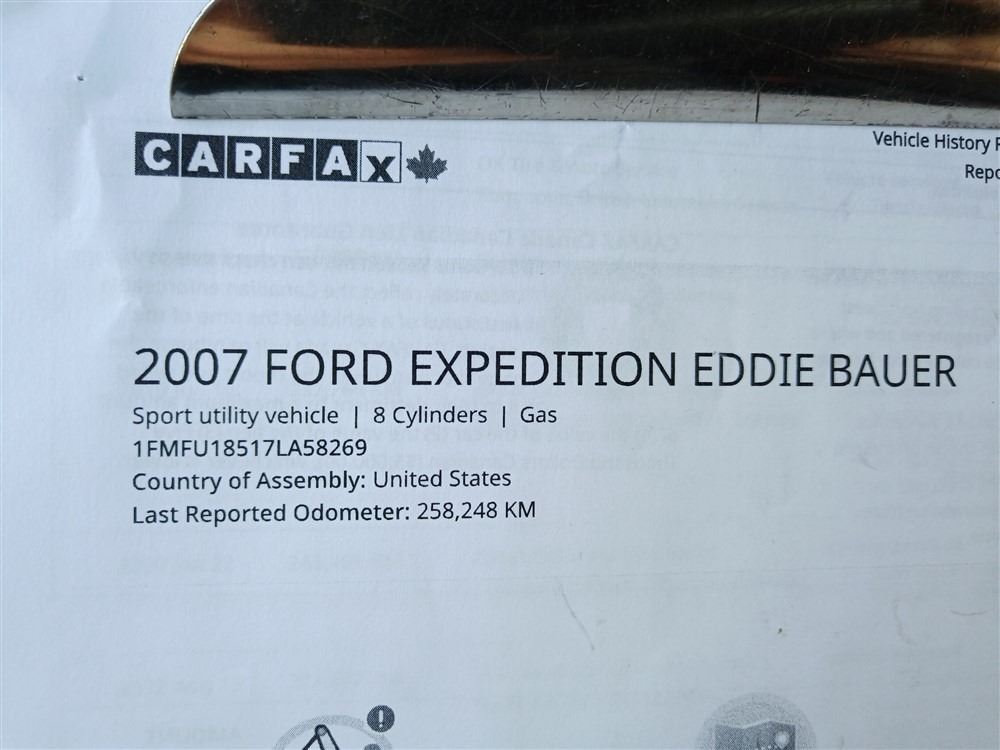 CARFAX
Vehicle History
2007 FORD EXPEDITION EDDIE BAUER
Sport utility vehicle | 8 Cylinders | Gas
1FMFU18517LA58269
Country of Assembly: United States
Last Reported Odometer: 258,248 KM